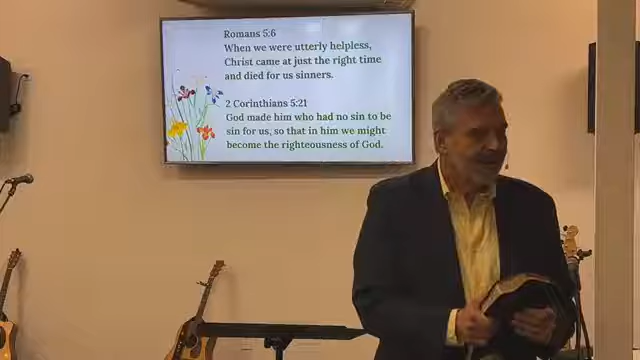 Romans 5:6
When we were utterly helpless,
Christ came at just the right time
and died for us sinners.
2 Corinthians 5:21
God made him who had no sin to be
sin for us, so that in him we might
become the righteousness of God.